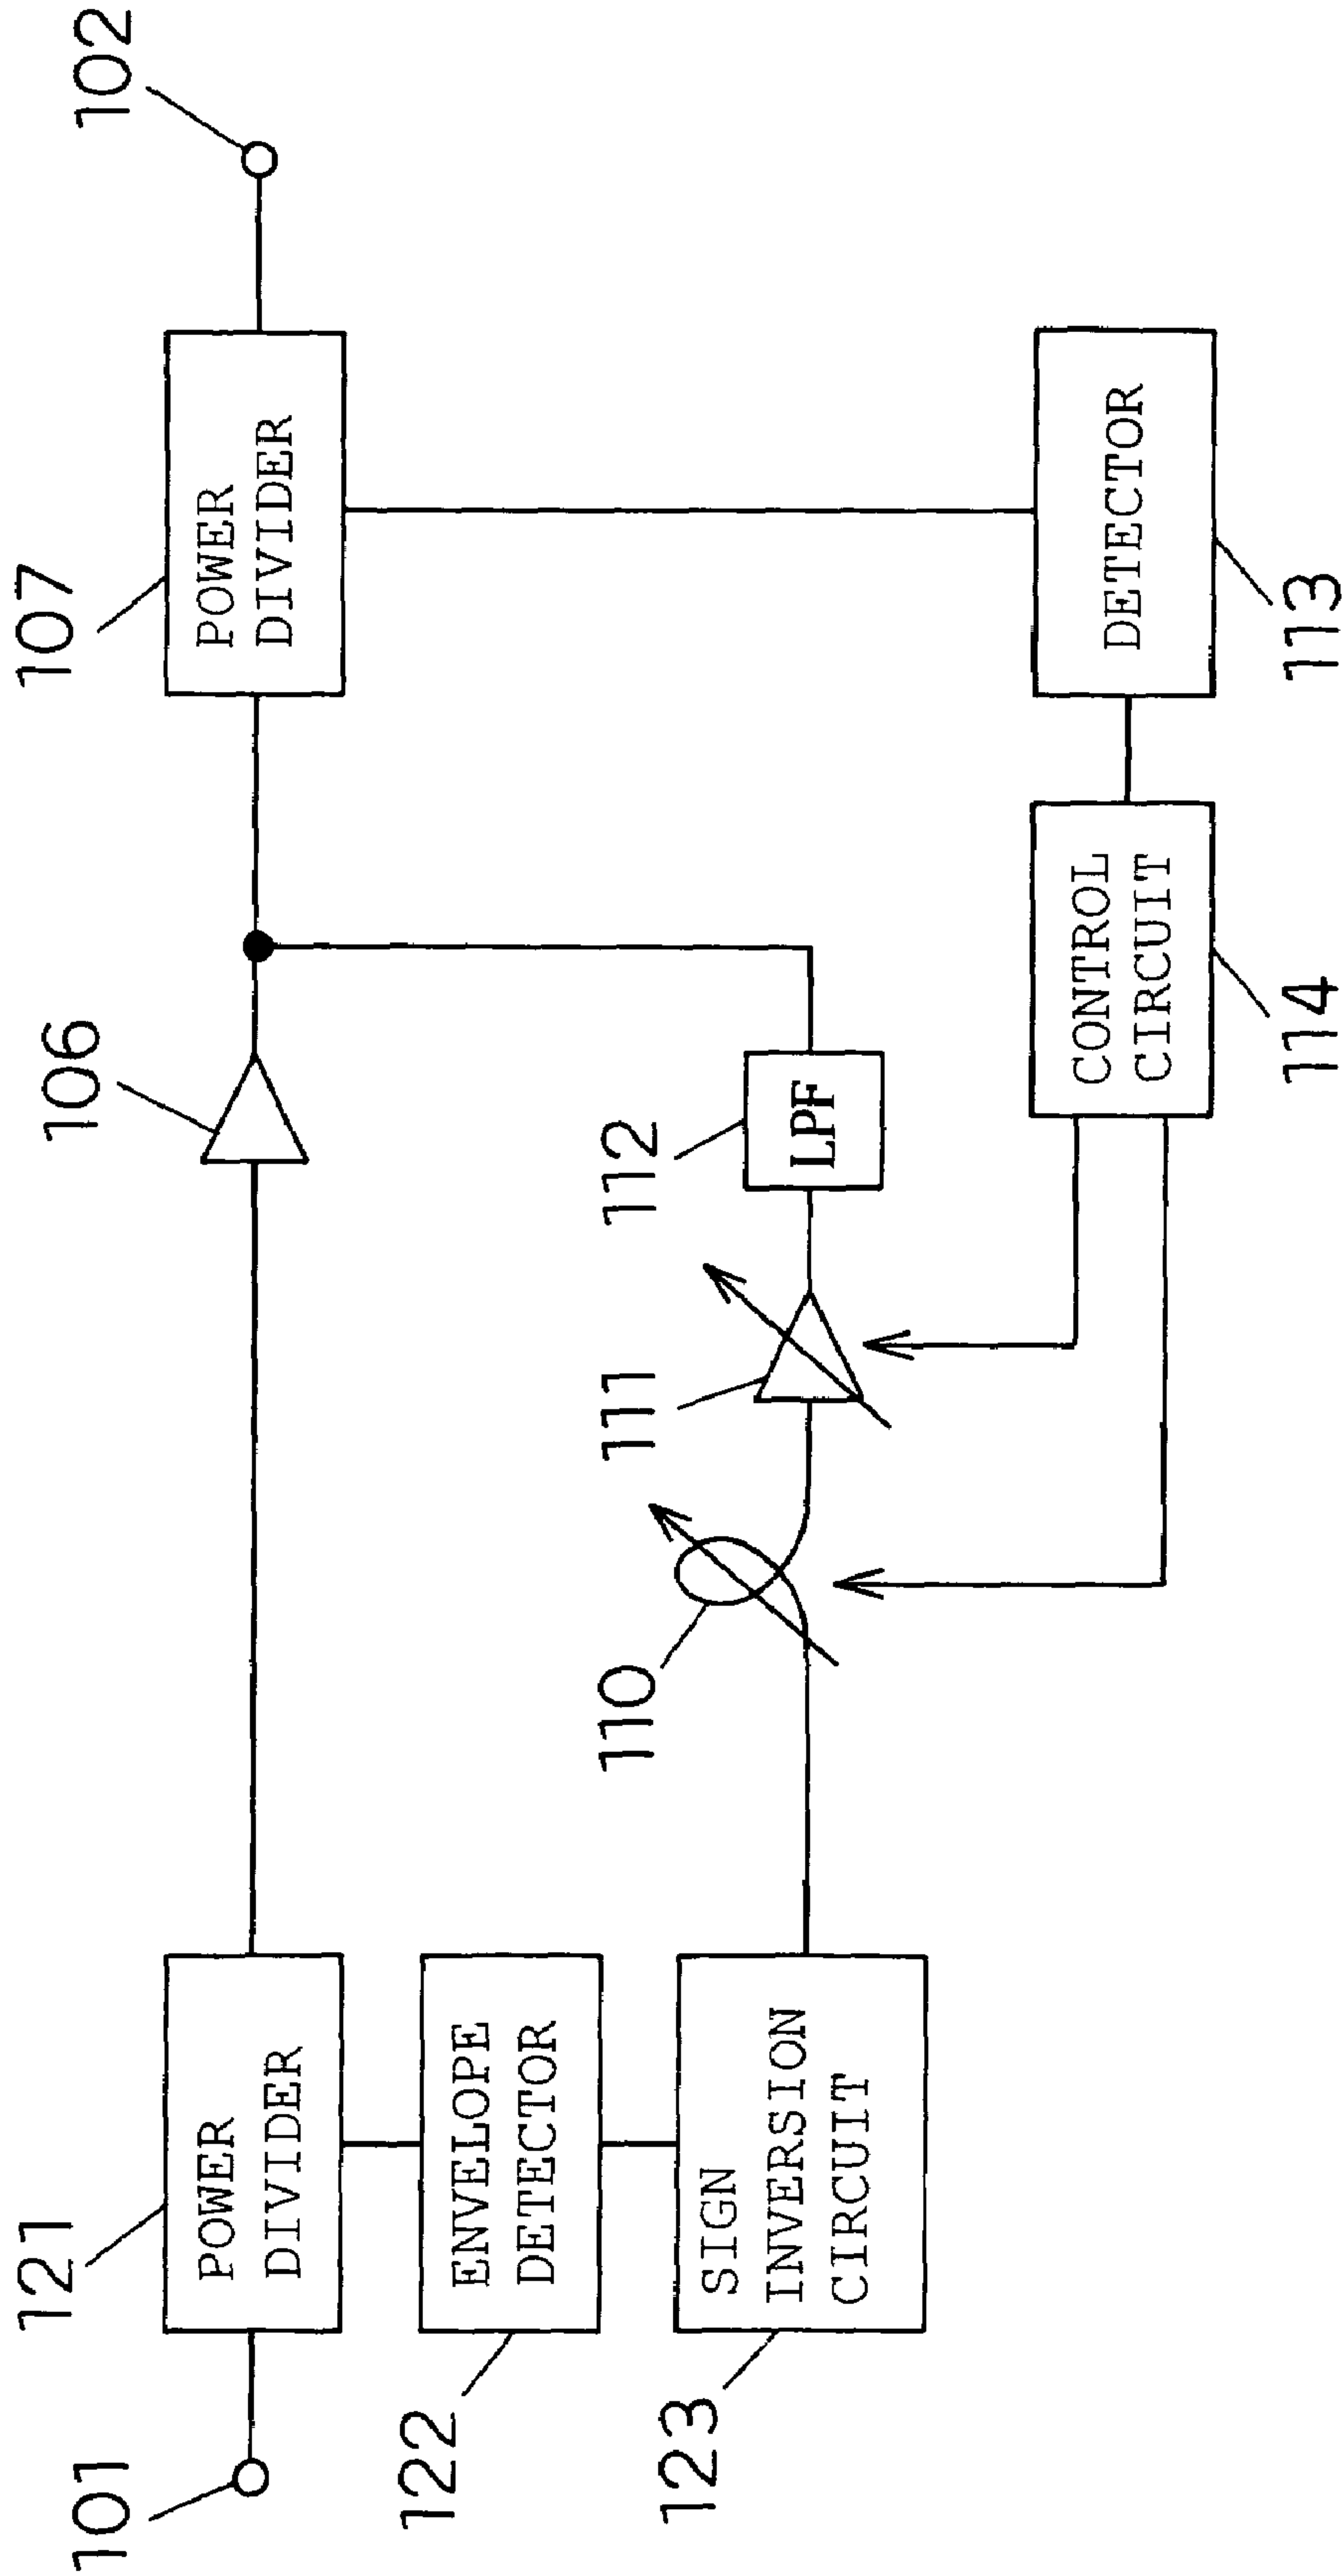 101
121
POWER
DIVIDER
122
ENVELOPE
DETECTOR
123
SIGN
INVERSION
CIRCUIT
106
107
POWER
DIVIDER
102
110
111
112
LPF
CONTROL
CIRCUIT
114
DETECTOR
113